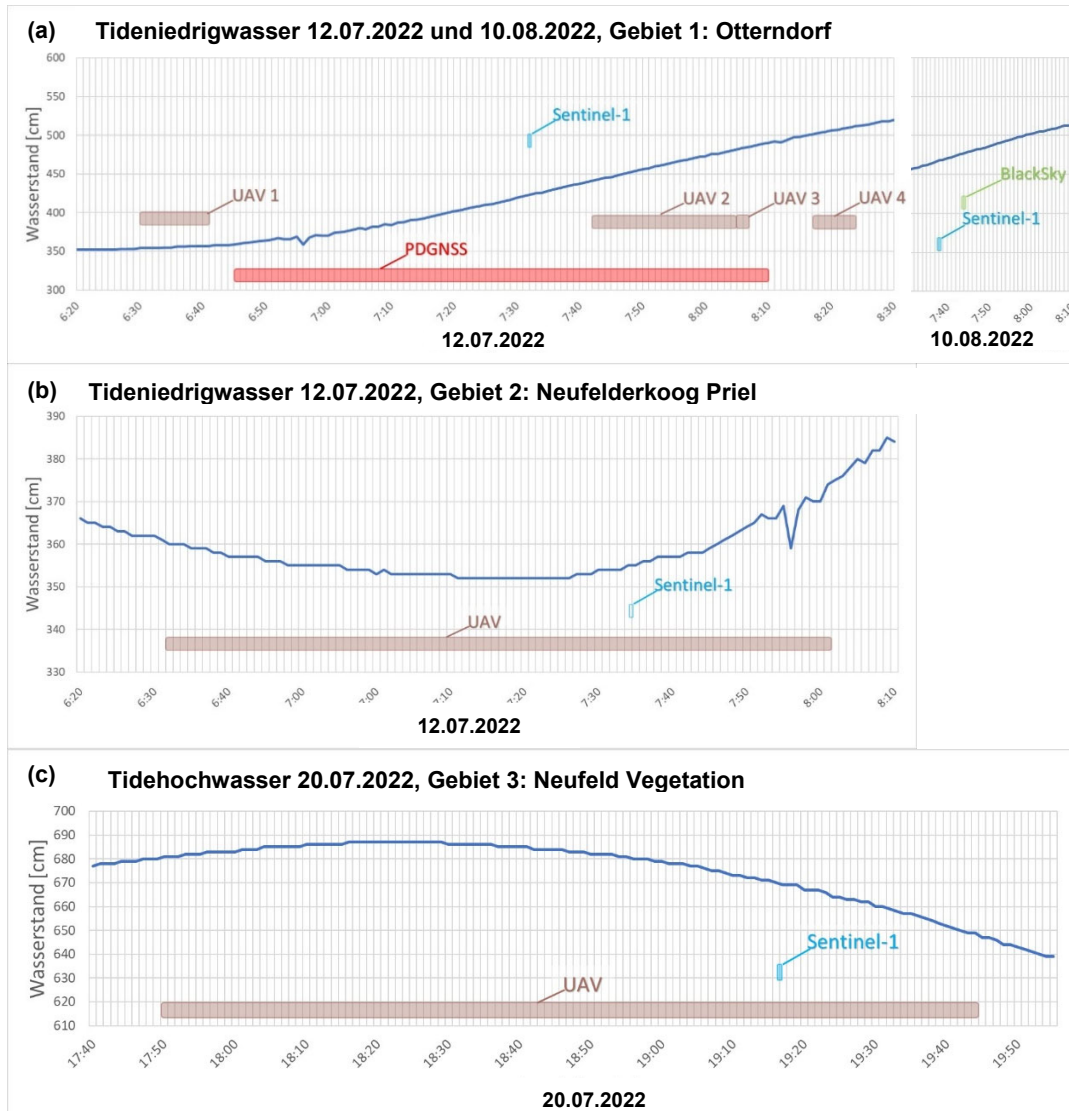 (a) Tideniedrigwasser 12.07.2022 und 10.08.2022, Gebiet 1: Otterndorf
Wasserstand [cm]
600
550
500
450
400
350
300
Sentinel-1
UAV 1
UAV 2
UAV 3
UAV 4
PDGNSS
BlackSky
Sentinel-1
6:20 6:30 6:40 6:50 7:00 7:10 7:20 7:30 7:40 7:50 8:00 8:10 8:20 8:30
7:40 7:50 8:00 8:10
12.07.2022
10.08.2022
(b) Tideniedrigwasser 12.07.2022, Gebiet 2: Neufelderkoog Priel
Wasserstand [cm]
390
380
370
360
350
340
330
Sentinel-1
UAV
6:20 6:30 6:40 7:00 7:00 7:10 7:20 7:30 7:40 7:50 8:00 8:10
12.07.2022
(c) Tidehochwasser 20.07.2022, Gebiet 3: Neufeld Vegetation
Wasserstand [cm]
700
690
680
670
660
650
640
630
620
610
Sentinel-1
UAV
17:40 17:50 18:00 18:10 18:20 18:30 18:40 18:50 19:00 19:10 19:20 19:30 19:40 19:50
20.07.2022